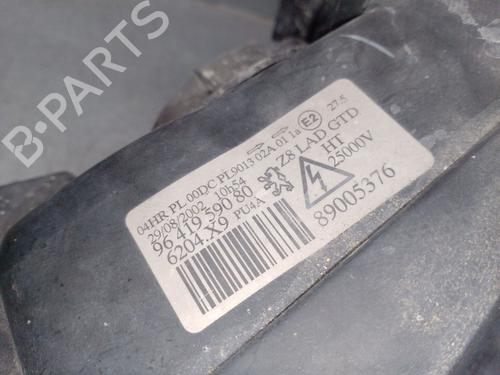 B-PARTS
04HR PL 00DC PL9013 02A 01 1a E2 27.5
29/08/2002 10h54
96 419 590 80
6204.X9 PU4A
Z8 LAD GTD
HT
25000V
89005376